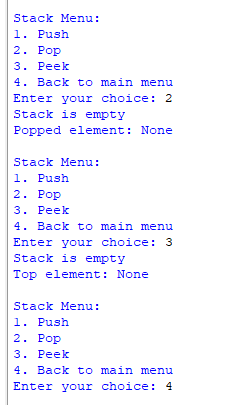 Stack Menu:
1. Push
2. Pop
3. Peek
4. Back to main menu
Enter your choice: 2
Stack is empty
Popped element: None

Stack Menu:
1. Push
2. Pop
3. Peek
4. Back to main menu
Enter your choice: 3
Stack is empty
Top element: None

Stack Menu:
1. Push
2. Pop
3. Peek
4. Back to main menu
Enter your choice: 4